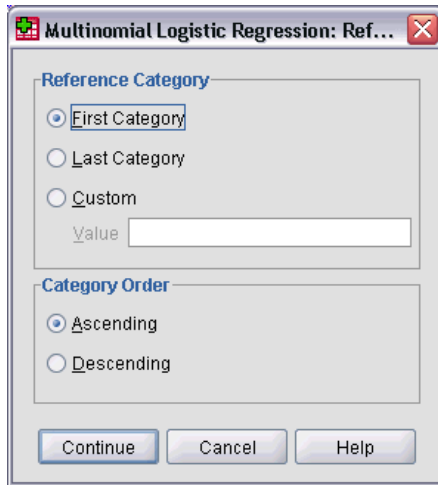 Multinomial Logistic Regression: Ref...
Reference Category
First Category
Last Category
Custom
Value
Category Order
Ascending
Descending
Continue Cancel Help